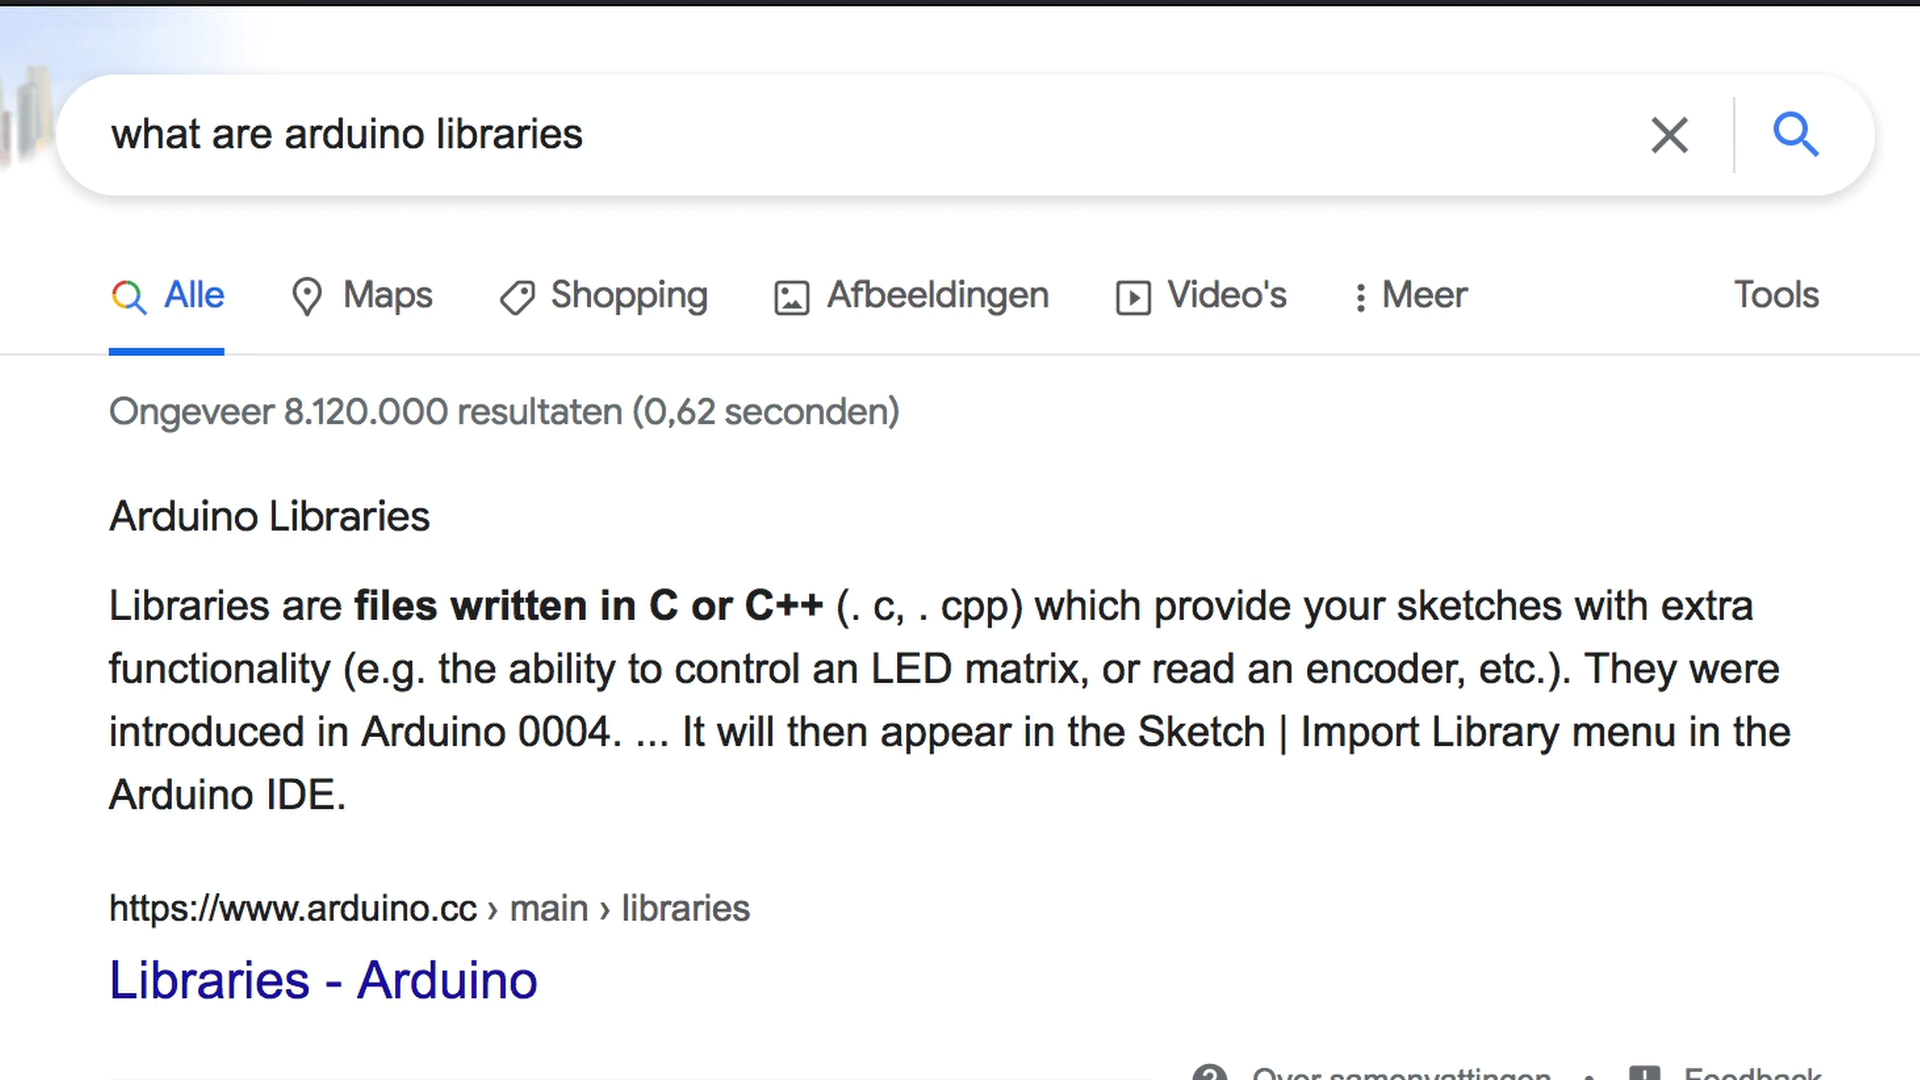 what are arduino libraries
Alle Maps Shopping Afbeeldingen Video's Meer Tools
Ongeveer 8.120.000 resultaten (0,62 seconden)
Arduino Libraries
Libraries are files written in C or C++ (. c, . cpp) which provide your sketches with extra
functionality (e.g. the ability to control an LED matrix, or read an encoder, etc.). They were
introduced in Arduino 0004. ... It will then appear in the Sketch | Import Library menu in the
Arduino IDE.
https://www.arduino.cc › main › libraries
Libraries - Arduino
Over samenvattingen • Feedback